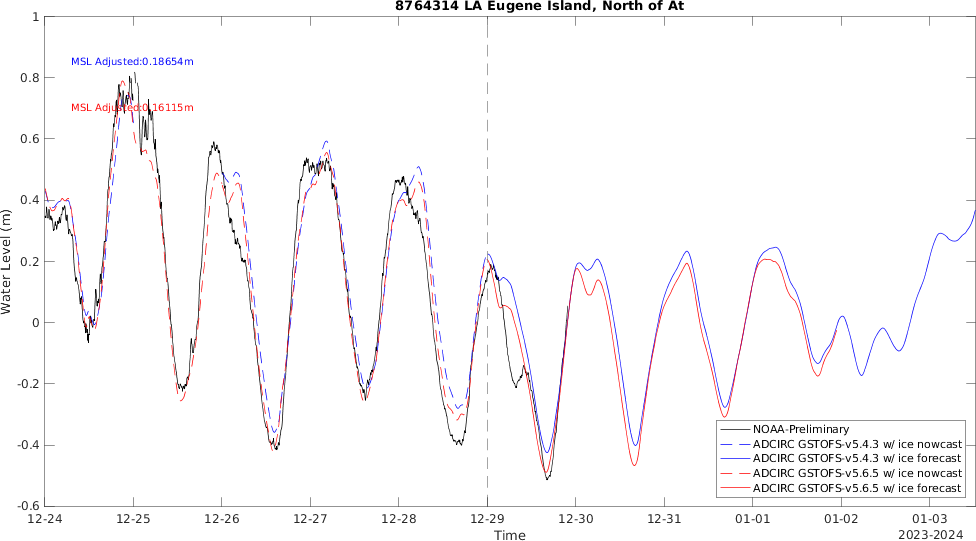 8764314 LA Eugene Island, North of At
MSL Adjusted:0.18654m
MSL Adjusted:0.16115m
Water Level (m)
1
0.8
0.6
0.4
0.2
0
-0.2
-0.4
-0.6
NOAA-Preliminary
ADCIRC GSTOFS-v5.4.3 w/ ice nowcast
ADCIRC GSTOFS-v5.4.3 w/ ice forecast
ADCIRC GSTOFS-v5.6.5 w/ ice nowcast
ADCIRC GSTOFS-v5.6.5 w/ ice forecast
12-24 12-25 12-26 12-27 12-28 12-29 12-30 12-31 01-01 01-02 01-03
Time
2023-2024